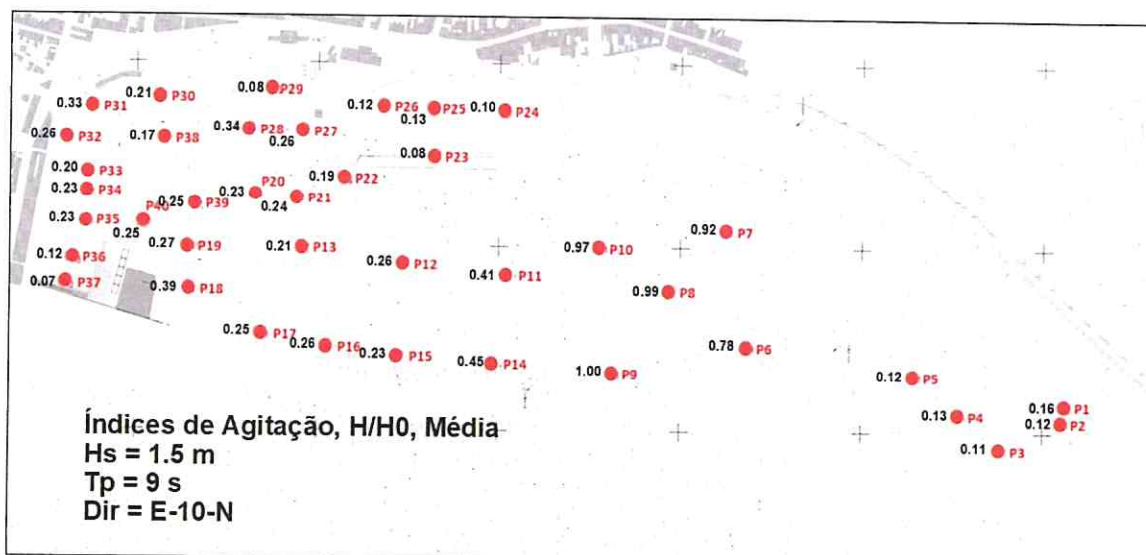 0.08 P29
0.21 P30
0.33 P31
0.12 P26
0.13 P25
0.10 P24
0.26 P32
0.17 P38
0.34 P28
0.26 P27
0.08 P23
0.20 P33
0.19 P22
0.23 P34
0.23 P20
0.24 P21
0.25 P39
0.23 P35
0.25 P40
0.92 P7
0.27 P19
0.21 P13
0.97 P10
0.12 P36
0.26 P12
0.41 P11
0.07 P37
0.39 P18
0.99 P8
0.25 P17
0.26 P16
0.23 P15
0.45 P14
0.78 P6
1.00 P9
0.12 P5
0.16 P1
0.13 P4
0.12 P2
0.11 P3
Índices de Agitação, H/H0, Média
Hs = 1.5 m
Tp = 9 s
Dir = E-10-N